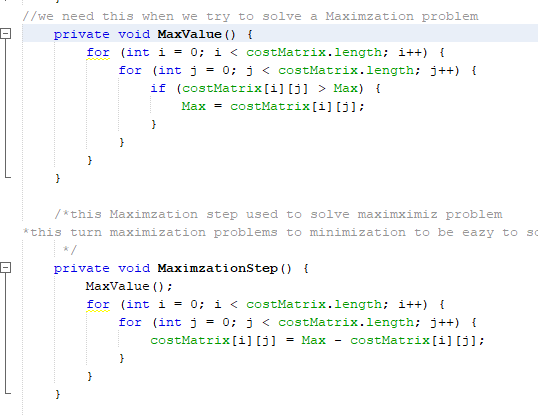 //we need this when we try to solve a Maximzation problem
private void MaxValue() {
for (int i = 0; i < costMatrix.length; i++) {
for (int j = 0; j < costMatrix.length; j++) {
if (costMatrix[i][j] > Max) {
Max = costMatrix[i][j];
}
}
}
}
/*this Maximzation step used to solve maximximiz problem
*this turn maximization problems to minimization to be eazy to so
*/
private void MaximzationStep() {
MaxValue();
for (int i = 0; i < costMatrix.length; i++) {
for (int j = 0; j < costMatrix.length; j++) {
costMatrix[i][j] = Max - costMatrix[i][j];
}
}
}